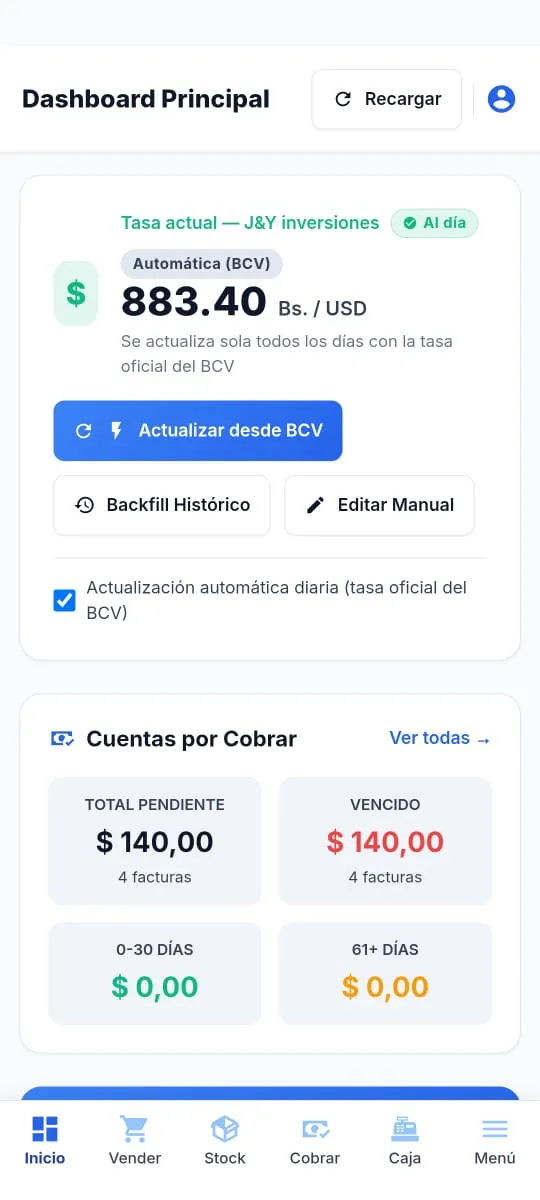 Dashboard Principal
Recargar
Tasa actual — J&Y inversiones
Al día
Automática (BCV)
$
883.40 Bs. / USD
Se actualiza sola todos los días con la tasa
oficial del BCV
Actualizar desde BCV
Backfill Histórico
Editar Manual
Actualización automática diaria (tasa oficial del
BCV)
Cuentas por Cobrar
Ver todas →
TOTAL PENDIENTE
$ 140,00
4 facturas
VENCIDO
$ 140,00
4 facturas
0-30 DÍAS
$ 0,00
61+ DÍAS
$ 0,00
Inicio
Vender
Stock
Cobrar
Caja
Menú